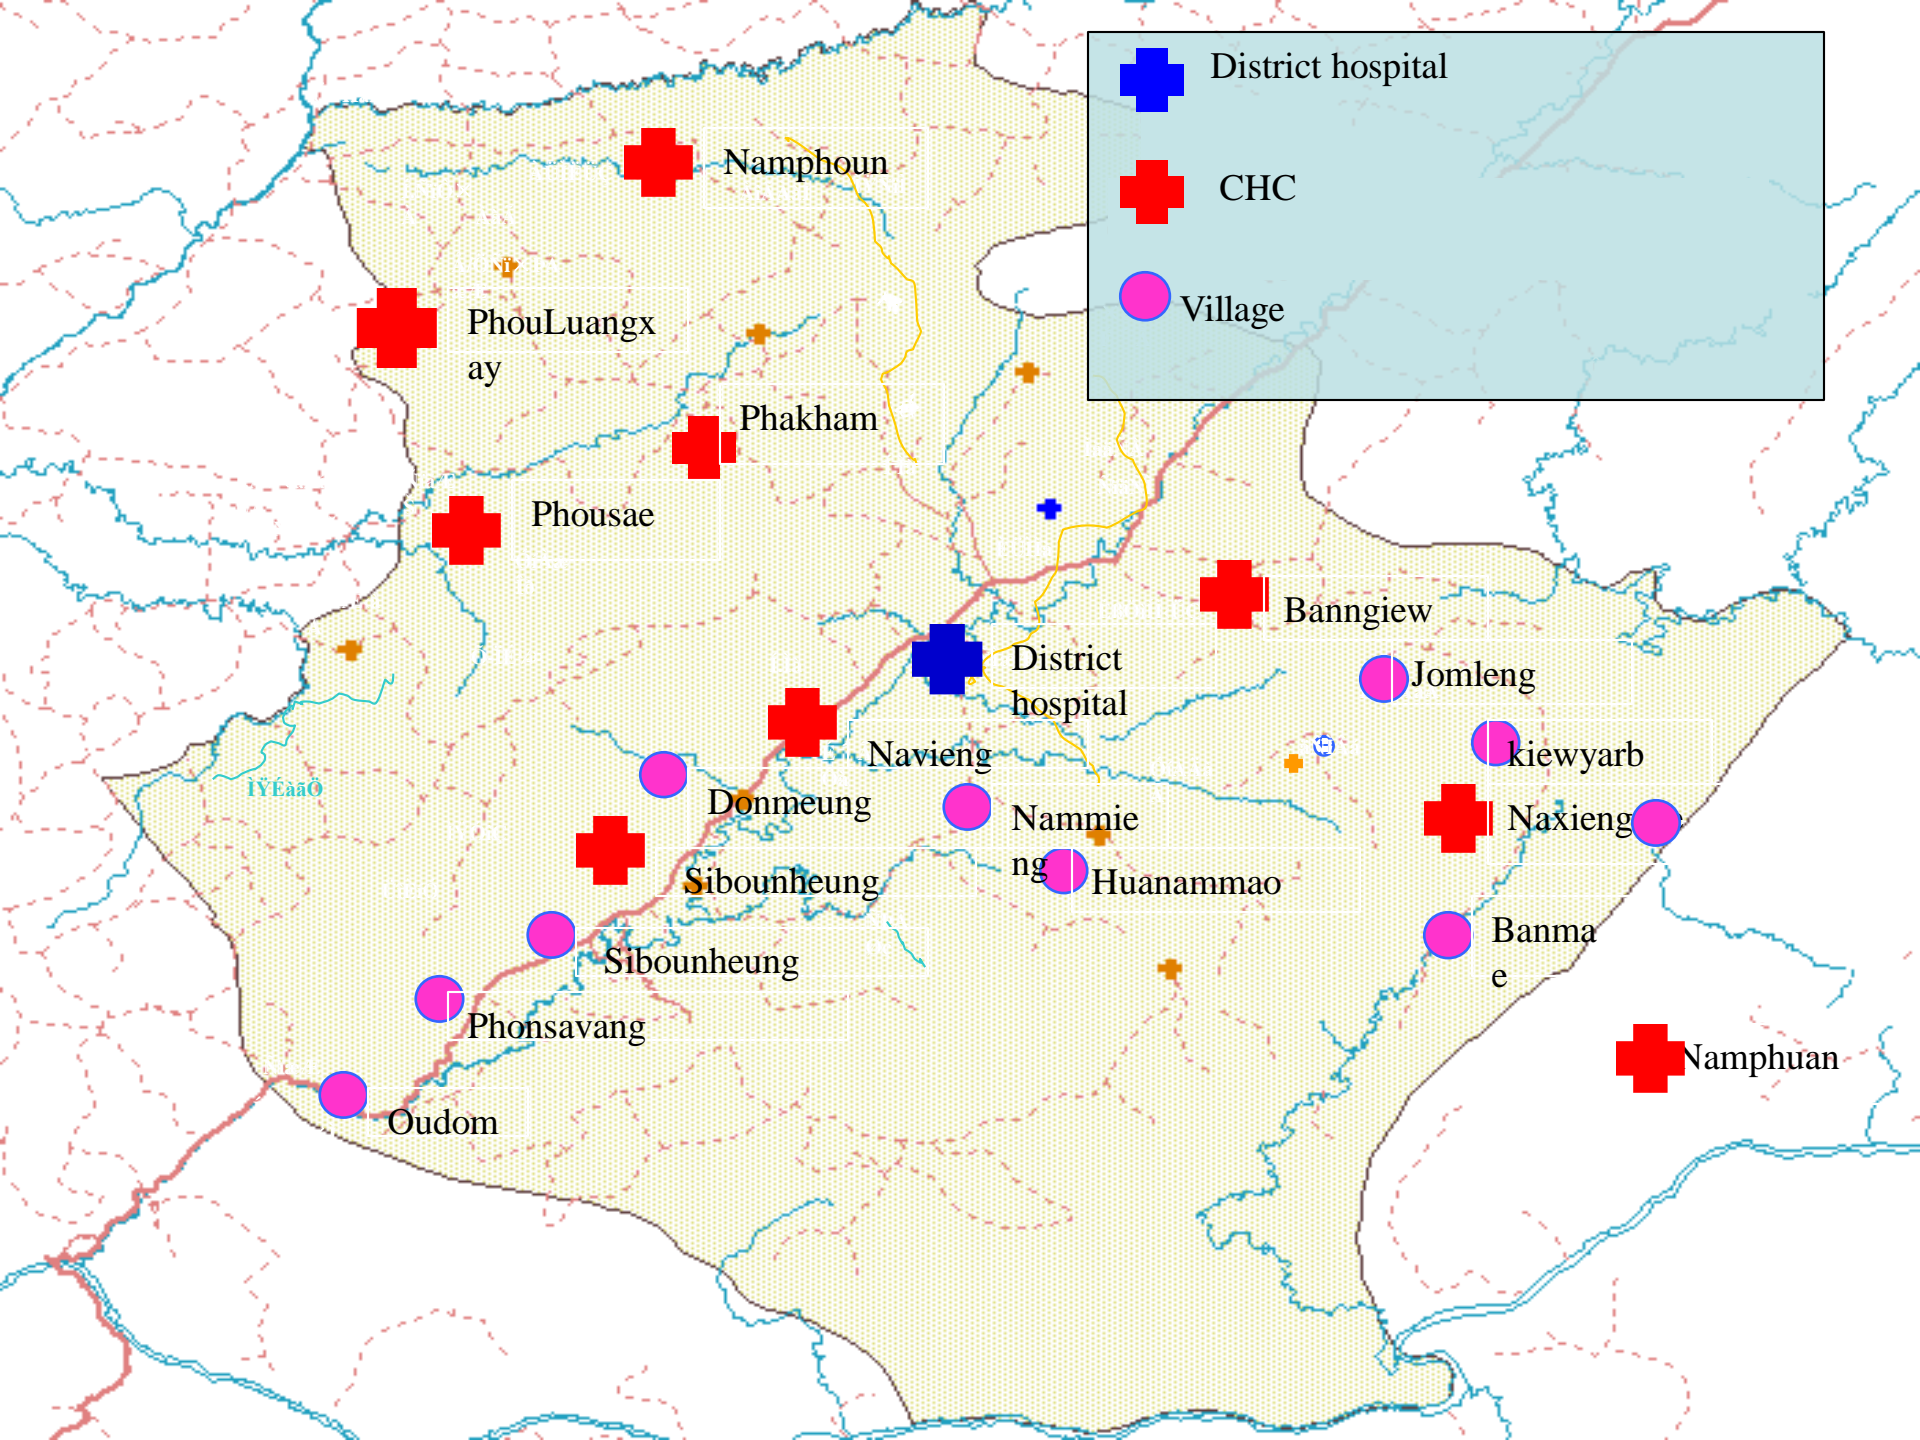 District hospital
CHC
Village
Namphoun
PhouLuangx
ay
Phakham
Phousae
Banngiew
District
hospital
Jomleng
Navieng
kiewyarb
Donmeung
Nammie
ng
Naxieng
Huanammao
Sibounheung
Banma
e
Sibounheung
Phonsavang
Namphuan
Oudom
ÌŸÉàãÖ